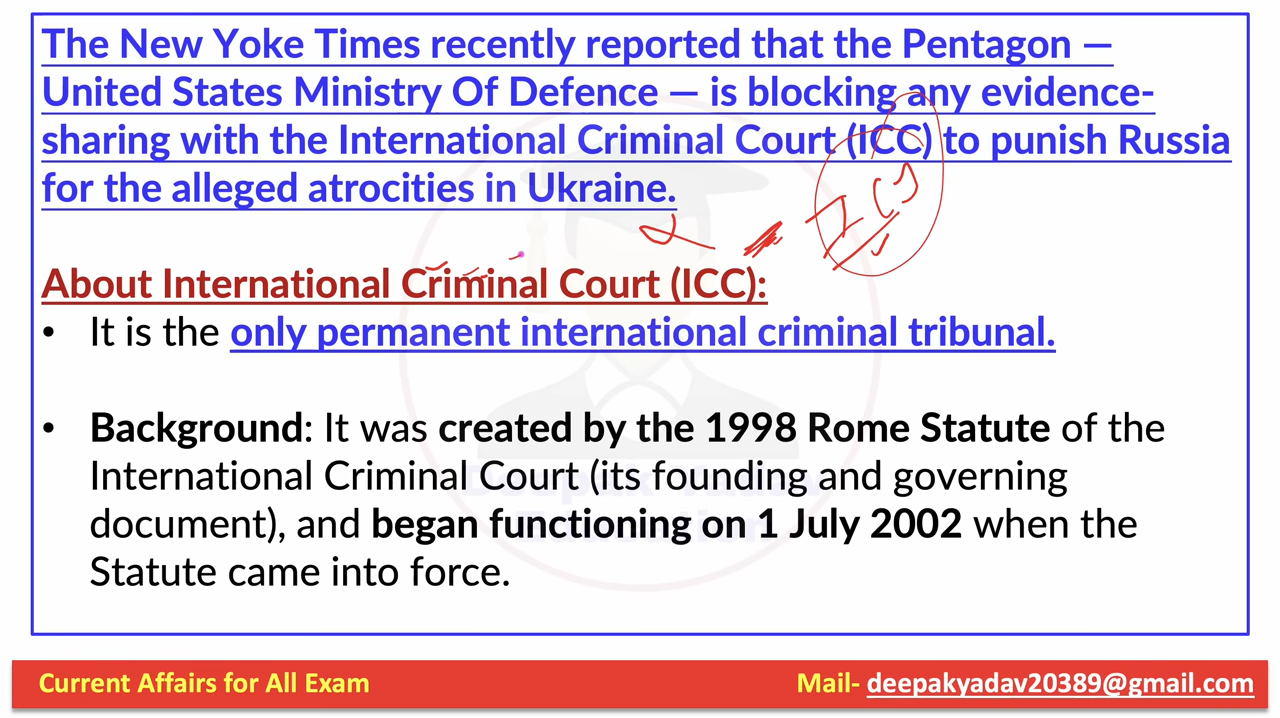 The New Yoke Times recently reported that the Pentagon —
United States Ministry Of Defence — is blocking any evidence-
sharing with the International Criminal Court (ICC) to punish Russia
for the alleged atrocities in Ukraine.
ICJ
About International Criminal Court (ICC):
• It is the only permanent international criminal tribunal.
• Background: It was created by the 1998 Rome Statute of the
International Criminal Court (its founding and governing
document), and began functioning on 1 July 2002 when the
Statute came into force.
Current Affairs for All Exam
Mail- deepakyadav20389@gmail.com